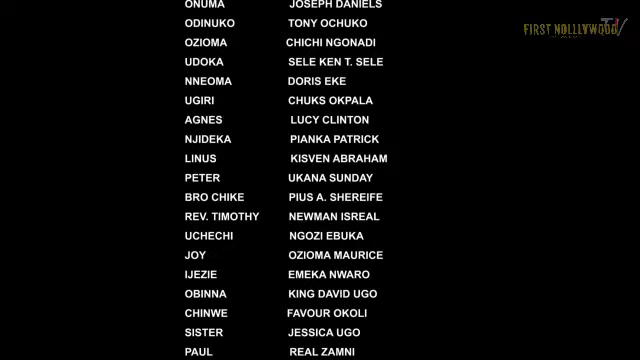 ONUMA JOSEPH DANIELS
ODINUKO TONY OCHUKO
OZIOMA CHICHI NGONADI
UDOKA SELE KEN T. SELE
NNEOMA DORIS EKE
UGIRI CHUKS OKPALA
AGNES LUCY CLINTON
NJIDEKA PIANKA PATRICK
LINUS KISVEN ABRAHAM
PETER UKANA SUNDAY
BRO CHIKE PIUS A. SHEREIFE
REV. TIMOTHY NEWMAN ISREAL
UCHECHI NGOZI EBUKA
JOY OZIOMA MAURICE
IJEZIE EMEKA NWARO
OBINNA KING DAVID UGO
CHINWE FAVOUR OKOLI
SISTER JESSICA UGO
PAUL REAL ZAMNI
FIRST NOLLYWOOD
TV